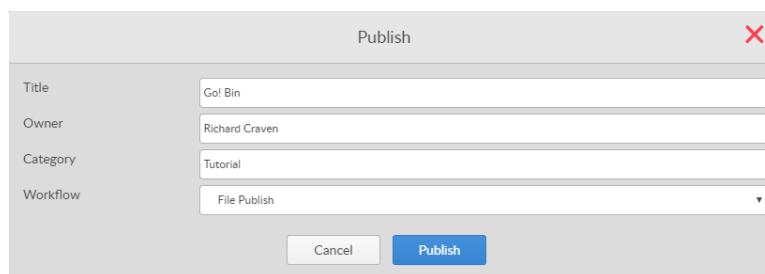 Publish
Title
Go! Bin
Owner
Richard Craven
Category
Tutorial
Workflow
File Publish
Cancel
Publish